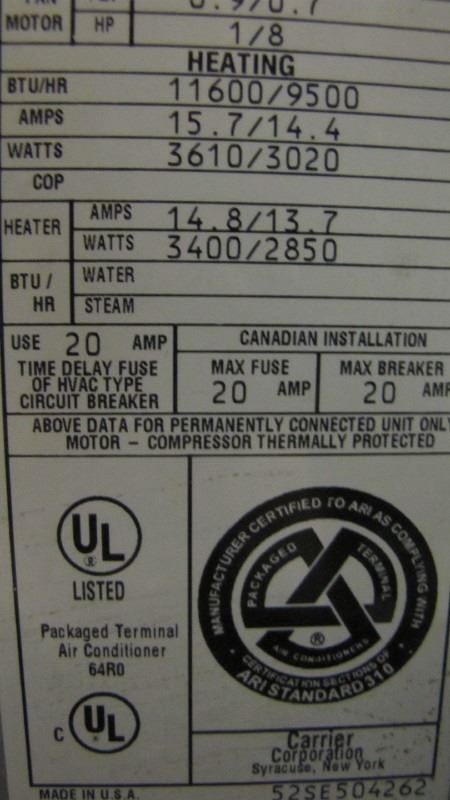 MOTOR HP 1/8
HEATING
BTU/HR 11600/9500
AMPS 15.7/14.4
WATTS 3610/3020
COP
HEATER AMPS 14.8/13.7
WATTS 3400/2850
BTU / HR WATER
STEAM
USE 20 AMP
TIME DELAY FUSE
OF HVAC TYPE
CIRCUIT BREAKER
CANADIAN INSTALLATION
MAX FUSE
20 AMP
MAX BREAKER
20 AMP
ABOVE DATA FOR PERMANENTLY CONNECTED UNIT ONLY
MOTOR – COMPRESSOR THERMALLY PROTECTED
UL
®
LISTED
Packaged Terminal
Air Conditioner
64R0
C UL
®
MANUFACTURER CERTIFIED TO ARI AS COMPLYING WITH
PACKAGED TERMINAL
AIR CONDITIONERS
®
CERTIFICATION SECTIONS OF
ARI STANDARD 310
Carrier
Corporation
Syracuse, New York
MADE IN U.S.A.
52SE504262